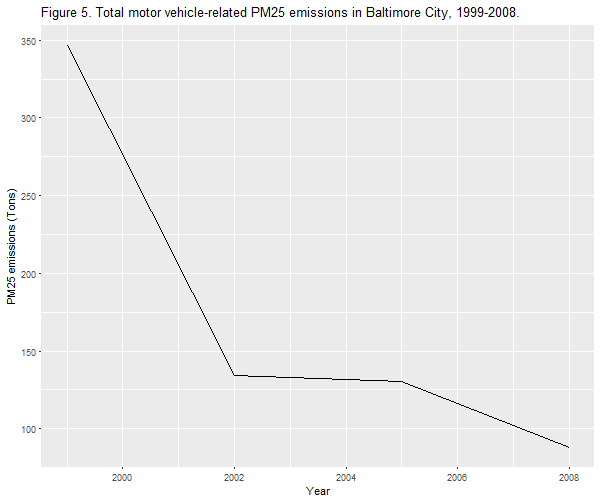 Figure 5. Total motor vehicle-related PM25 emissions in Baltimore City, 1999-2008.
350
300
250
200
150
100
PM25 emissions (Tons)
2000 2002 2004 2006 2008
Year